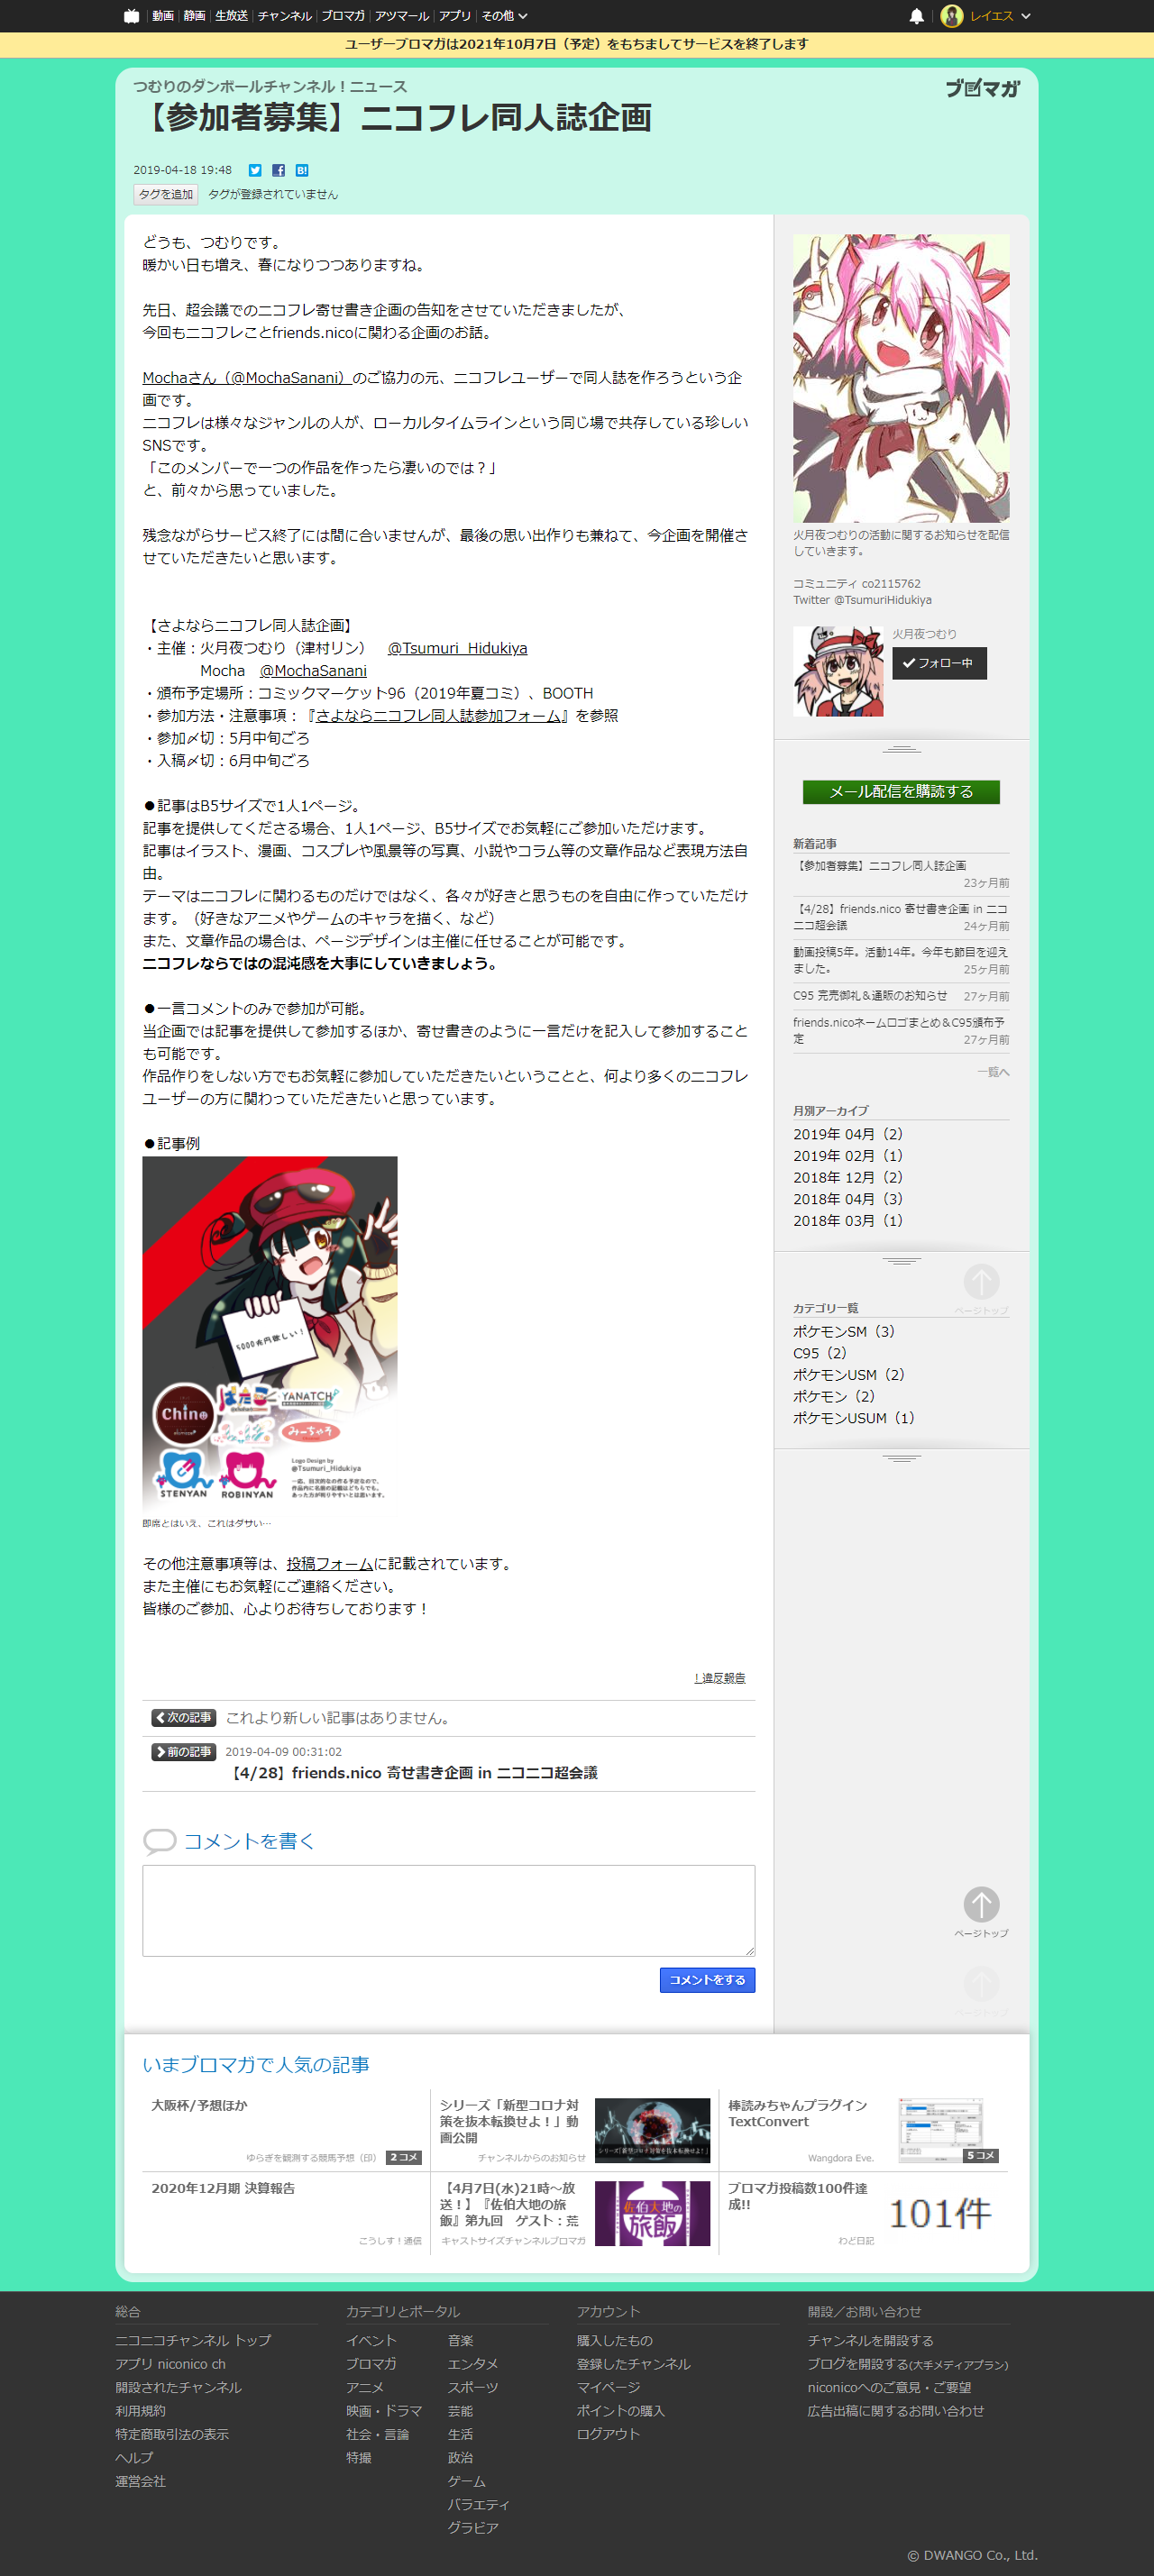 動画 静画 生放送 チャンネル ブロマガ アツマール アプリ その他
レイエス
ユーザーブロマガは2021年10月7日（予定）をもちましてサービスを終了します
つむりのダンボールチャンネル！ニュース
ブロマガ
【参加者募集】ニコフレ同人誌企画
2019-04-18 19:48
タグを追加 タグが登録されていません
どうも、つむりです。
暖かい日も増え、春になりつつありますね。
先日、超会議でのニコフレ寄せ書き企画の告知をさせていただきましたが、
今回もニコフレことfriends.nicoに関わる企画のお話。
Mochaさん（@MochaSanani）のご協力の元、ニコフレユーザーで同人誌を作ろうという企
画です。
ニコフレは様々なジャンルの人が、ローカルタイムラインという同じ場で共存している珍しい
SNSです。
「このメンバーで一つの作品を作ったら凄いのでは？」
と、前々から思っていました。
残念ながらサービス終了には間に合いませんが、最後の思い出作りも兼ねて、今企画を開催さ
せていただきたいと思います。
【さよならニコフレ同人誌企画】
・主催：火月夜つむり（津村リン） @Tsumuri_Hidukiya
Mocha @MochaSanani
・頒布予定場所：コミックマーケット96（2019年夏コミ）、BOOTH
・参加方法・注意事項：『さよならニコフレ同人誌参加フォーム』を参照
・参加〆切：5月中旬ごろ
・入稿〆切：6月中旬ごろ
●記事はB5サイズで1人1ページ。
記事を提供してくださる場合、1人1ページ、B5サイズでお気軽にご参加いただけます。
記事はイラスト、漫画、コスプレや風景等の写真、小説やコラム等の文章作品など表現方法自
由。
テーマはニコフレに関わるものだけではなく、各々が好きと思うものを自由に作っていただけ
ます。（好きなアニメやゲームのキャラを描く、など）
また、文章作品の場合は、ページデザインは主催に任せることが可能です。
ニコフレならではの混沌感を大事にしていきましょう。
●一言コメントのみで参加が可能。
当企画では記事を提供して参加するほか、寄せ書きのように一言だけを記入して参加すること
も可能です。
作品作りをしない方でもお気軽に参加していただきたいということと、何より多くのニコフレ
ユーザーの方に関わっていただきたいと思っています。
●記事例
5000兆円欲しい！
Chino
はたこ
YANATCH
みーちゃそ
STENYAN
ROBINYAN
Logo Design by
@Tsumuri_Hidukiya
一応、目次的なの作る予定なので、
作品内に名前の記載はどちらでも。
あった方が判りやすいとは思います。
即席とはいえ、これはダサい…
その他注意事項等は、投稿フォームに記載されています。
また主催にもお気軽にご連絡ください。
皆様のご参加、心よりお待ちしております！
！違反報告
次の記事 これより新しい記事はありません。
前の記事 2019-04-09 00:31:02
【4/28】friends.nico 寄せ書き企画 in ニコニコ超会議
コメントを書く
コメントをする
火月夜つむりの活動に関するお知らせを配信
していきます。
コミュニティ co2115762
Twitter @TsumuriHidukiya
火月夜つむり
フォロー中
メール配信を購読する
新着記事
【参加者募集】ニコフレ同人誌企画
23ヶ月前
【4/28】friends.nico 寄せ書き企画 in ニコ
ニコ超会議 24ヶ月前
動画投稿5年。活動14年。今年も節目を迎え
ました。 25ヶ月前
C95 完売御礼＆通販のお知らせ 27ヶ月前
friends.nicoネームロゴまとめ＆C95頒布予
定 27ヶ月前
一覧へ
月別アーカイブ
2019年 04月（2）
2019年 02月（1）
2018年 12月（2）
2018年 04月（3）
2018年 03月（1）
ページトップ
カテゴリ一覧
ポケモンSM（3）
C95（2）
ポケモンUSM（2）
ポケモン（2）
ポケモンUSUM（1）
ページトップ
ページトップ
いまブロマガで人気の記事
大阪杯/予想ほか
ゆらぎを観測する競馬予想（印） 2コメ
シリーズ「新型コロナ対
策を抜本転換せよ！」動
画公開
チャンネルからのお知らせ
シリーズ「新型コロナ対策を抜本転換せよ！」
棒読みちゃんプラグイン
TextConvert
Wangdora Eve.
5コメ
2020年12月期 決算報告
こうしす！通信
【4月7日(水)21時～放
送！】『佐伯大地の旅
飯』第九回　ゲスト：荒
キャストサイズチャンネルブロマガ
佐伯大地の
旅飯
ブロマガ投稿数100件達
成!!
わど日記
101件
総合
ニコニコチャンネル トップ
アプリ niconico ch
開設されたチャンネル
利用規約
特定商取引法の表示
ヘルプ
運営会社
カテゴリとポータル
イベント
ブロマガ
アニメ
映画・ドラマ
社会・言論
特撮
音楽
エンタメ
スポーツ
芸能
生活
政治
ゲーム
バラエティ
グラビア
アカウント
購入したもの
登録したチャンネル
マイページ
ポイントの購入
ログアウト
開設／お問い合わせ
チャンネルを開設する
ブログを開設する(大手メディアプラン)
niconicoへのご意見・ご要望
広告出稿に関するお問い合わせ
© DWANGO Co., Ltd.